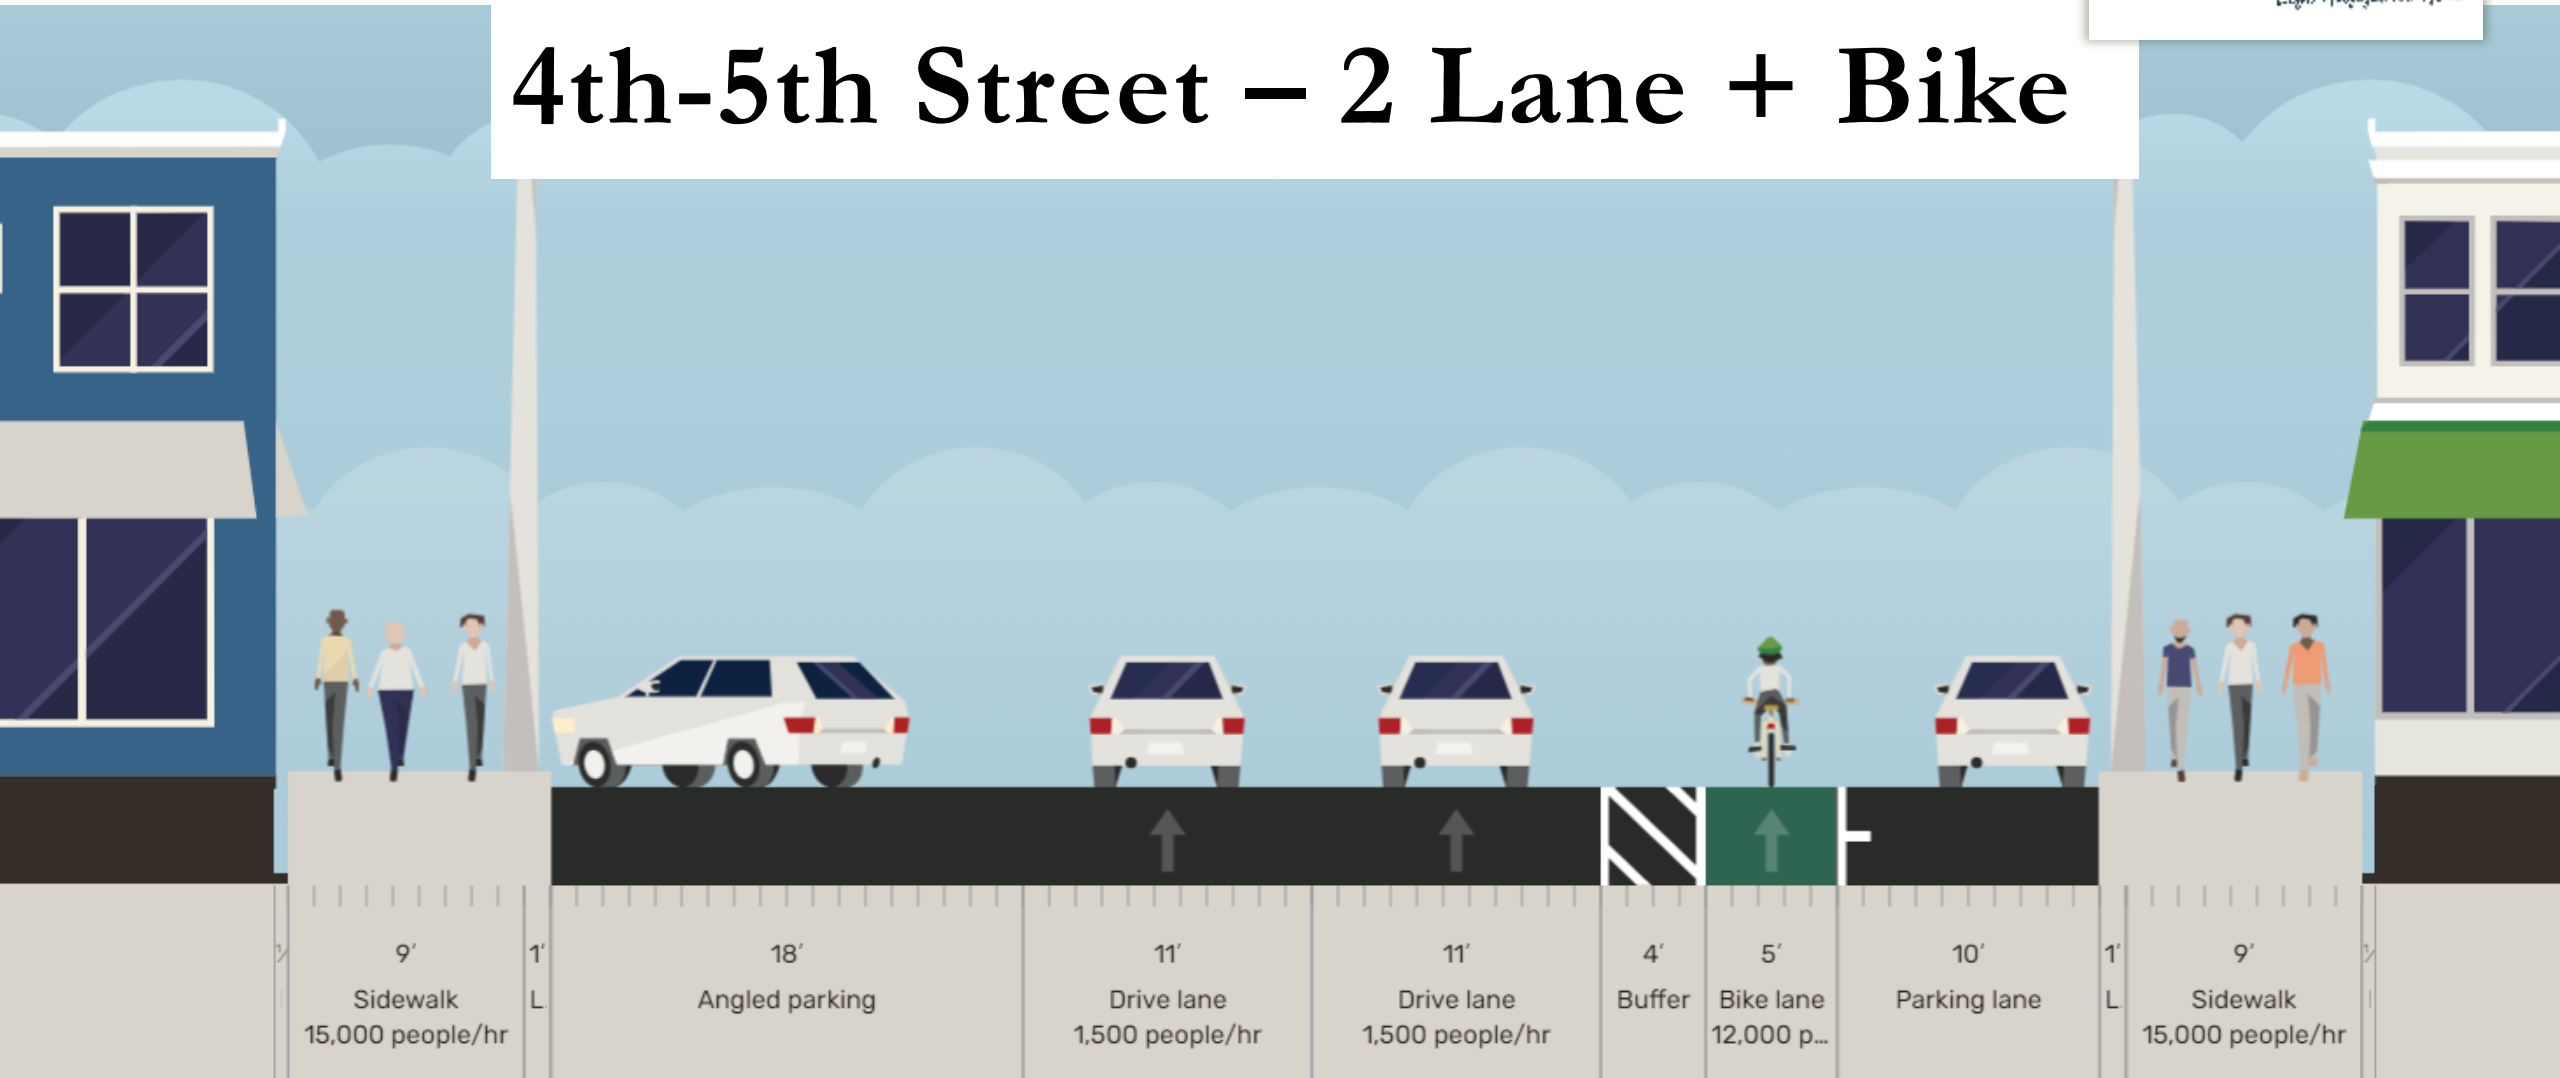 4th-5th Street – 2 Lane + Bike
9′
Sidewalk
15,000 people/hr
1′
L.
18′
Angled parking
11′
Drive lane
1,500 people/hr
11′
Drive lane
1,500 people/hr
4′
Buffer
5′
Bike lane
12,000 p...
10′
Parking lane
1′
L.
9′
Sidewalk
15,000 people/hr